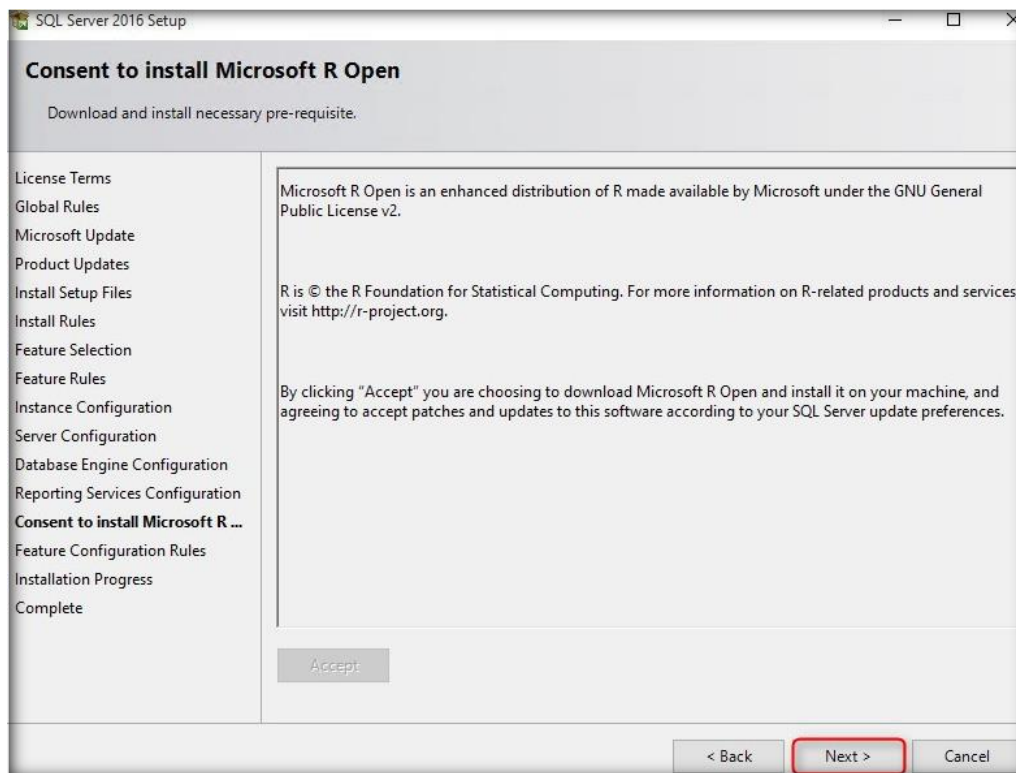 SQL Server 2016 Setup
Consent to install Microsoft R Open
Download and install necessary pre-requisite.
License Terms
Global Rules
Microsoft Update
Product Updates
Install Setup Files
Install Rules
Feature Selection
Feature Rules
Instance Configuration
Server Configuration
Database Engine Configuration
Reporting Services Configuration
Consent to install Microsoft R ...
Feature Configuration Rules
Installation Progress
Complete
Microsoft R Open is an enhanced distribution of R made available by Microsoft under the GNU General
Public License v2.
R is © the R Foundation for Statistical Computing. For more information on R-related products and services
visit http://r-project.org.
By clicking “Accept” you are choosing to download Microsoft R Open and install it on your machine, and
agreeing to accept patches and updates to this software according to your SQL Server update preferences.
Accept
< Back
Next >
Cancel